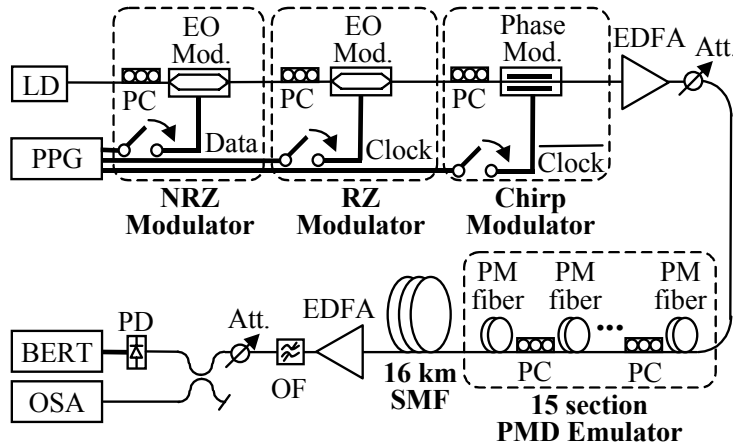 EO
Mod.
EO
Mod.
Phase
Mod.
EDFA
Att.
LD
PC
PC
PC
PPG
Data
Clock
C̅l̅o̅c̅k̅
NRZ
Modulator
RZ
Modulator
Chirp
Modulator
PM
fiber
PM
fiber
PM
fiber
•••
PC
PC
15 section
PMD Emulator
16 km
SMF
EDFA
OF
Att.
PD
BERT
OSA